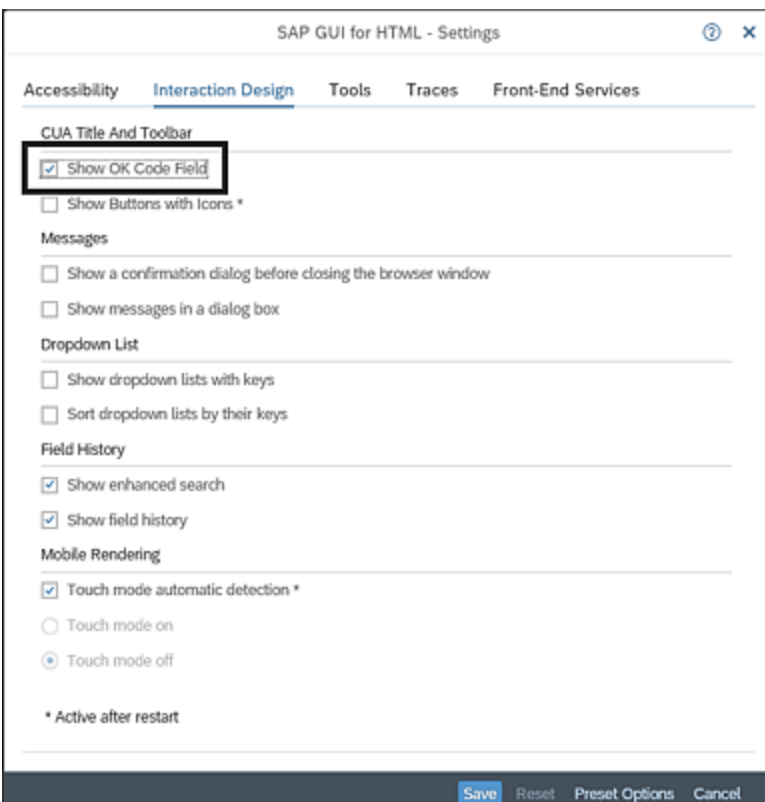 SAP GUI for HTML - Settings
Accessibility Interaction Design Tools Traces Front-End Services
CUA Title And Toolbar
Show OK Code Field
Show Buttons with Icons *
Messages
Show a confirmation dialog before closing the browser window
Show messages in a dialog box
Dropdown List
Show dropdown lists with keys
Sort dropdown lists by their keys
Field History
Show enhanced search
Show field history
Mobile Rendering
Touch mode automatic detection *
Touch mode on
Touch mode off
* Active after restart
Save Reset Preset Options Cancel